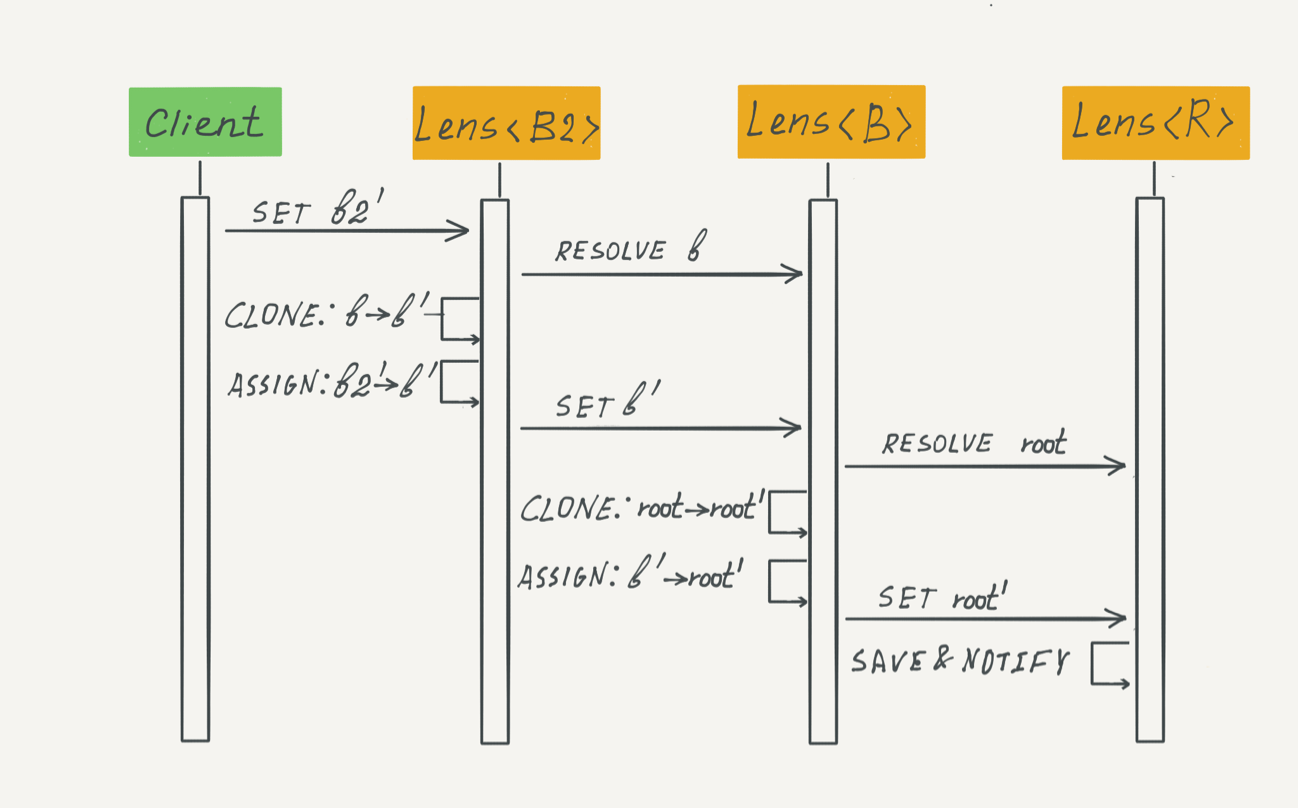 Client
Lens<B2>
Lens<B>
Lens<R>
SET b2'
RESOLVE b
CLONE: b→b'
ASSIGN: b2'→b'
SET b'
RESOLVE root
CLONE: root→root'
ASSIGN: b'→root'
SET root'
SAVE & NOTIFY